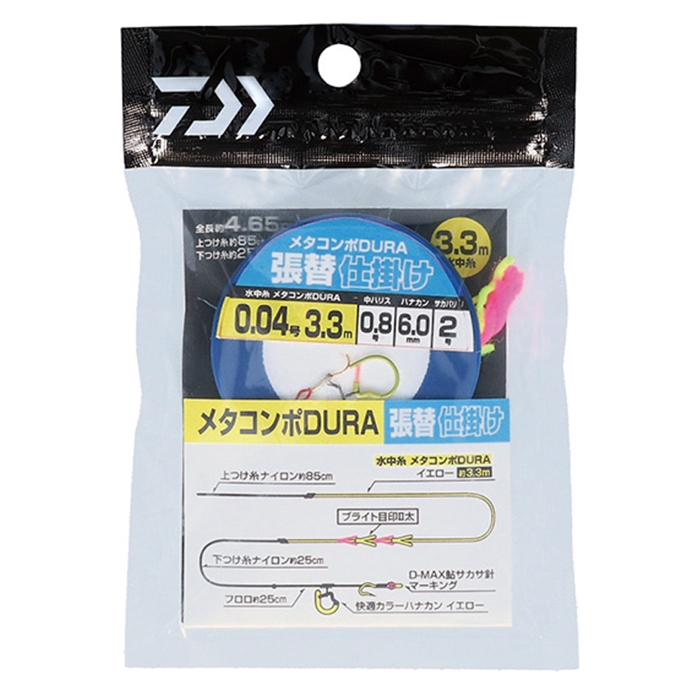 全長約4.65
上つけ糸約85
下つけ糸約25
3.3m
水中糸
メタコンポDURA
張替仕掛け
水中糸 メタコンポDURA
中ハリス
ハナカン
サカバリ
0.04号 3.3m
0.8号
6.0mm
2号
メタコンポDURA 張替仕掛け
水中糸 メタコンポDURA
上つけ糸ナイロン約85cm
イエロー 約3.3m
ブライト目印Ⅱ太
下つけ糸ナイロン約25cm
D-MAX鮎サカサ針
マーキング
フロロ約25cm
快適カラーハナカン イエロー